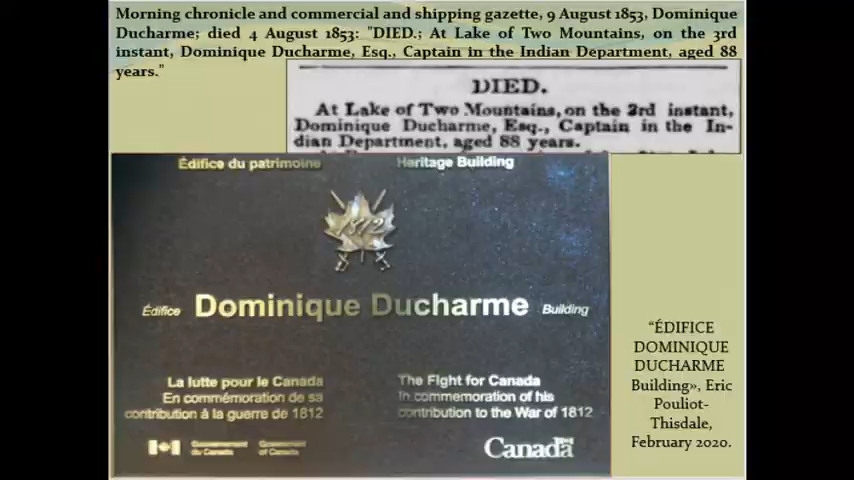 Morning chronicle and commercial and shipping gazette, 9 August 1853, Dominique
Ducharme; died 4 August 1853: "DIED.; At Lake of Two Mountains, on the 3rd
instant, Dominique Ducharme, Esq., Captain in the Indian Department, aged 88
years."
DIED.
At Lake of Two Mountains, on the 3rd instant,
Dominique Ducharme, Esq., Captain in the In-
dian Department, aged 88 years.
Édifice du patrimoine
Heritage Building
1812
Édifice Dominique Ducharme Building
La lutte pour le Canada
En commémoration de sa
contribution à la guerre de 1812
The Fight for Canada
In commemoration of his
contribution to the War of 1812
Gouvernement
du Canada
Government
of Canada
Canada
“ÉDIFICE
DOMINIQUE
DUCHARME
Building», Eric
Pouliot-
Thisdale,
February 2020.